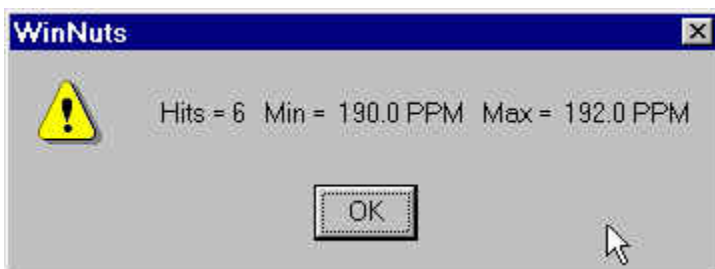 WinNuts
Hits = 6 Min = 190.0 PPM Max = 192.0 PPM
OK